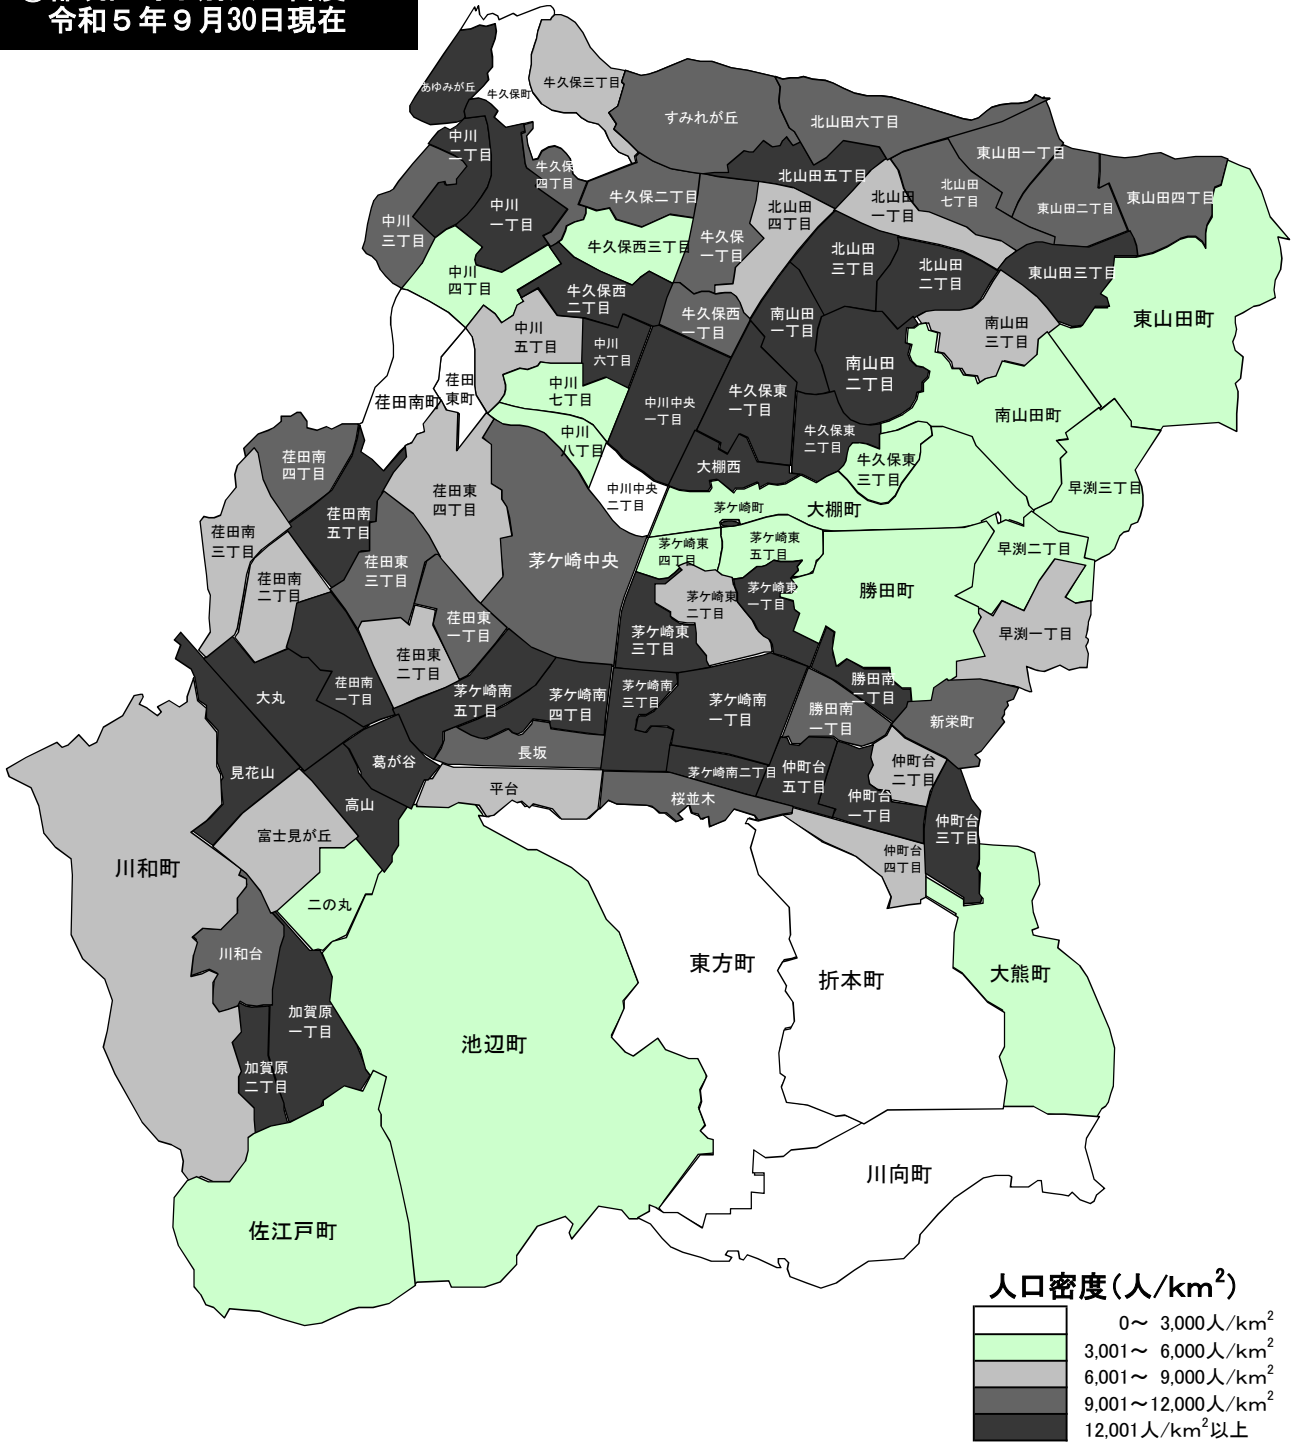 令和５年９月30日現在
あゆみが丘
牛久保町
牛久保三丁目
すみれが丘
北山田六丁目
中川
二丁目
牛久保
四丁目
北山田五丁目
東山田一丁目
北山田
七丁目
東山田二丁目
東山田四丁目
中川
一丁目
牛久保二丁目
北山田
四丁目
北山田
一丁目
中川
三丁目
牛久保西三丁目
牛久保
一丁目
北山田
三丁目
北山田
二丁目
東山田三丁目
中川
四丁目
牛久保西
二丁目
牛久保西
一丁目
南山田
一丁目
南山田
三丁目
東山田町
中川
五丁目
中川
六丁目
南山田
二丁目
荏田南町
荏田
東町
中川
七丁目
中川中央
一丁目
牛久保東
一丁目
南山田町
中川
八丁目
牛久保東
二丁目
荏田南
四丁目
大棚西
牛久保東
三丁目
荏田東
四丁目
中川中央
二丁目
早渕三丁目
荏田南
五丁目
茅ケ崎町
大棚町
荏田南
三丁目
茅ケ崎中央
茅ケ崎東
四丁目
茅ケ崎東
五丁目
早渕二丁目
荏田東
三丁目
荏田南
二丁目
茅ケ崎東
二丁目
茅ケ崎東
一丁目
勝田町
荏田東
一丁目
茅ケ崎東
三丁目
早渕一丁目
荏田東
二丁目
大丸
荏田南
一丁目
茅ケ崎南
五丁目
茅ケ崎南
四丁目
茅ケ崎南
三丁目
茅ケ崎南
一丁目
勝田南
二丁目
勝田南
一丁目
新栄町
長坂
見花山
葛が谷
茅ケ崎南二丁目
仲町台
五丁目
仲町台
二丁目
平台
桜並木
高山
仲町台
一丁目
仲町台
三丁目
富士見が丘
川和町
仲町台
四丁目
二の丸
川和台
東方町
折本町
大熊町
加賀原
一丁目
池辺町
加賀原
二丁目
川向町
佐江戸町
人口密度(人/km²)
0～ 3,000人/km²
3,001～ 6,000人/km²
6,001～ 9,000人/km²
9,001～12,000人/km²
12,001人/km²以上